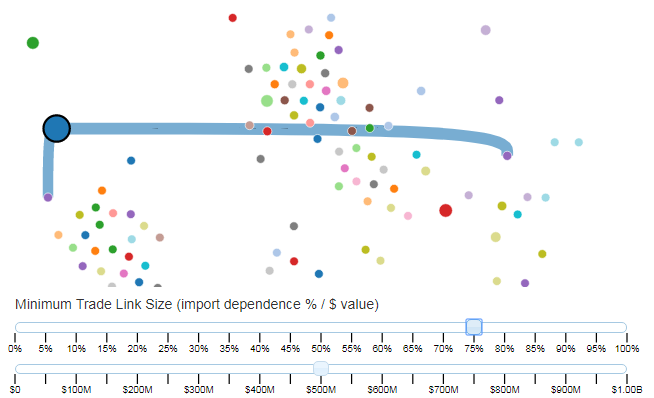 Minimum Trade Link Size (import dependence % / $ value)
0% 5% 10% 15% 20% 25% 30% 35% 40% 45% 50% 55% 60% 65% 70% 75% 80% 85% 90% 95% 100%
$0 $100M $200M $300M $400M $500M $600M $700M $800M $900M $1.00B